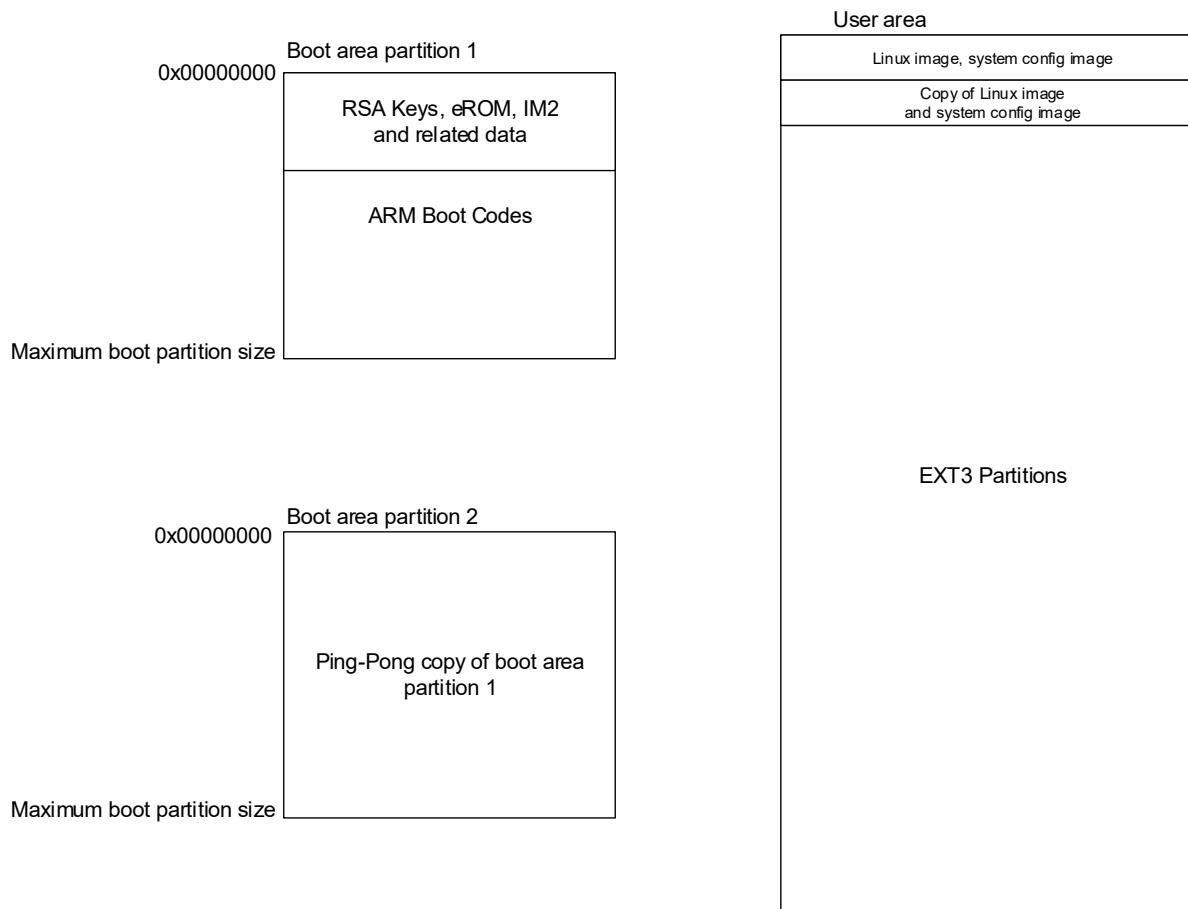 Boot area partition 1
0x00000000
RSA Keys, eROM, IM2
and related data
ARM Boot Codes
Maximum boot partition size
Boot area partition 2
0x00000000
Ping-Pong copy of boot area
partition 1
Maximum boot partition size
User area
Linux image, system config image
Copy of Linux image
and system config image
EXT3 Partitions